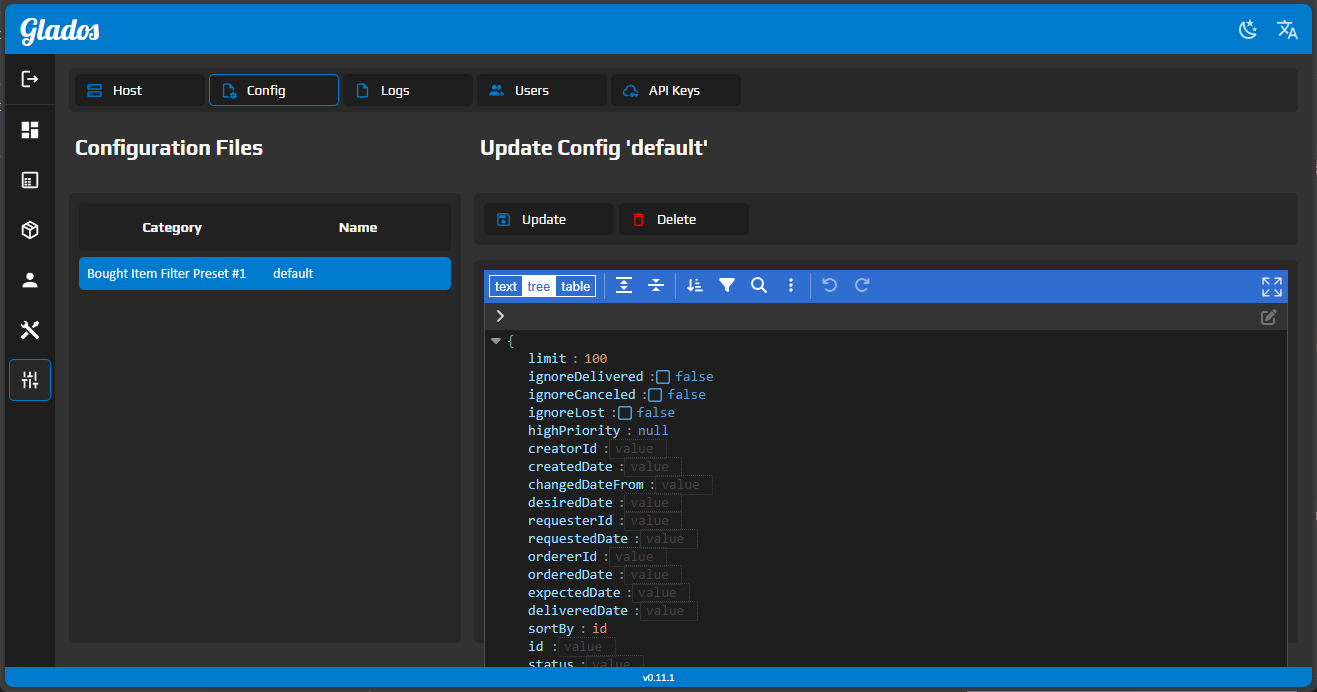 Glados
Host
Config
Logs
Users
API Keys
Configuration Files
Update Config 'default'
Category
Name
Bought Item Filter Preset #1
default
Update
Delete
text
tree
table
{
limit : 100
ignoreDelivered : false
ignoreCanceled : false
ignoreLost : false
highPriority : null
creatorId : value
createdDate : value
changedDateFrom : value
desiredDate : value
requesterId : value
requestedDate : value
ordererId : value
orderedDate : value
expectedDate : value
deliveredDate : value
sortBy : id
id : value
status : value
v0.11.1